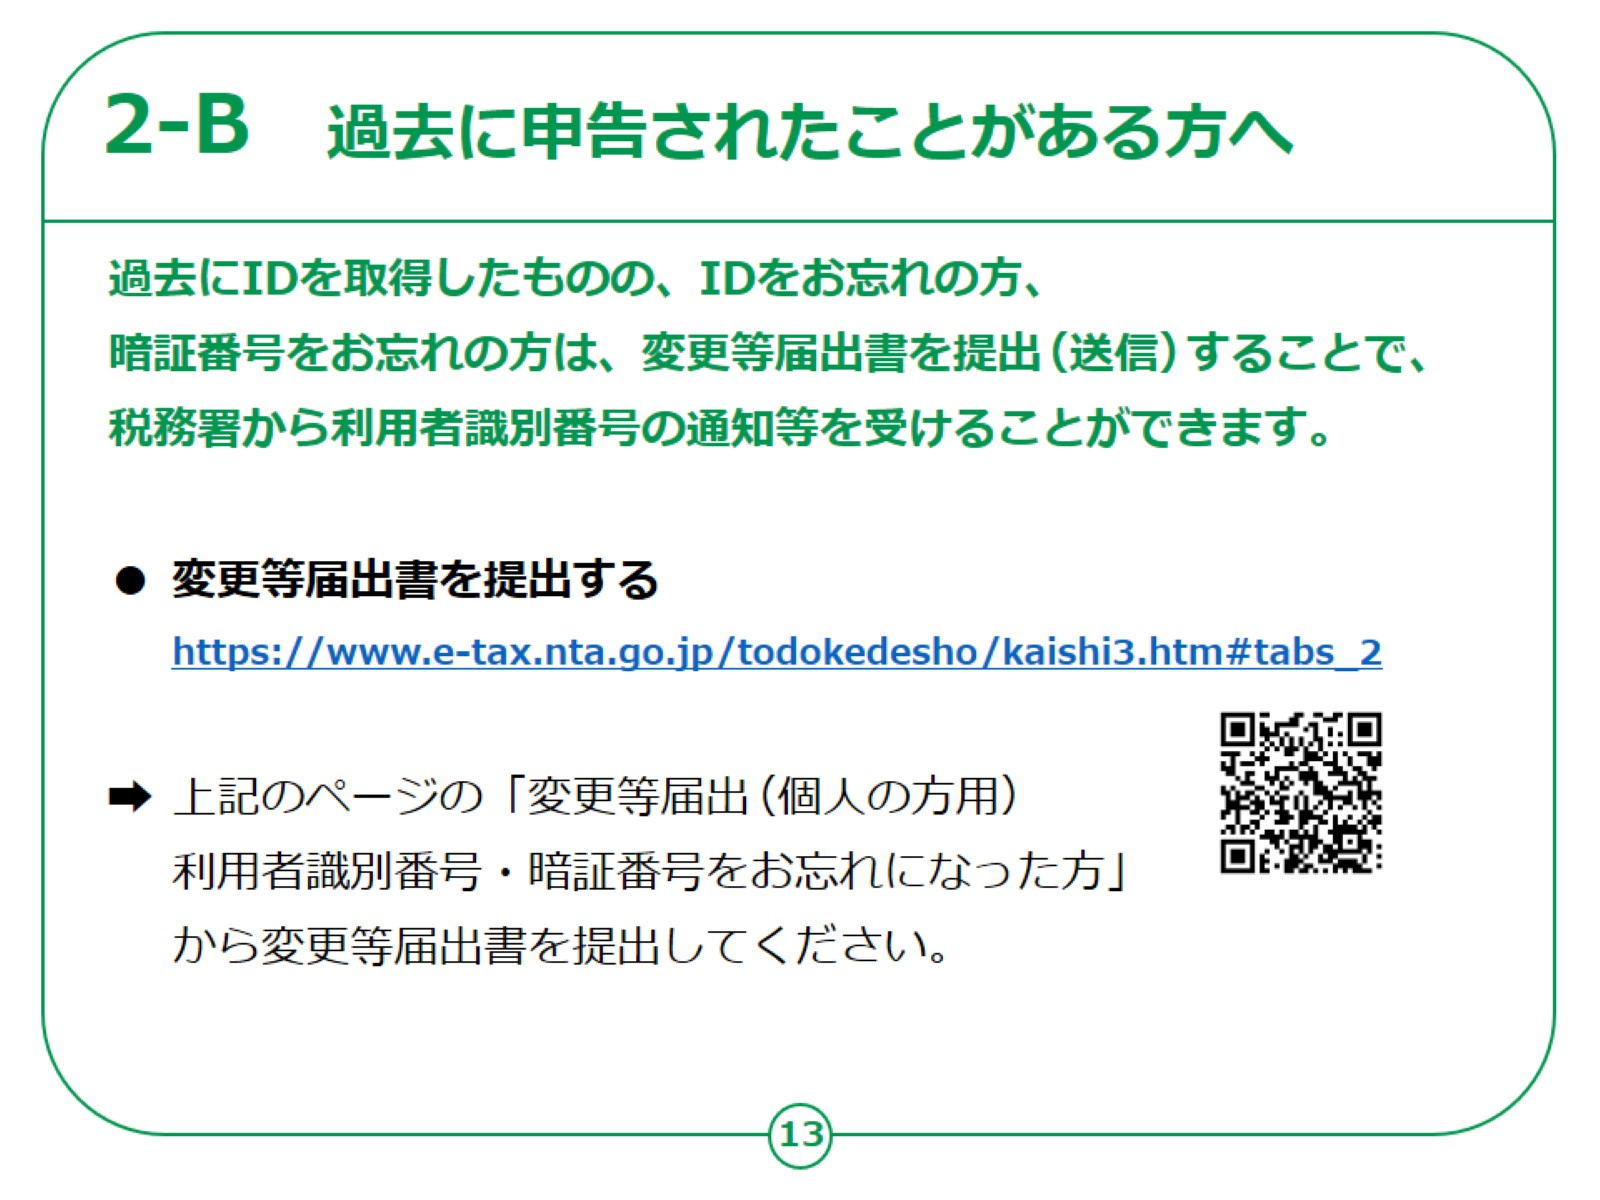 2-B 過去に申告されたことがある方へ
過去にIDを取得したものの、IDをお忘れの方、
暗証番号をお忘れの方は、変更等届出書を提出（送信）することで、
税務署から利用者識別番号の通知等を受けることができます。
● 変更等届出書を提出する
https://www.e-tax.nta.go.jp/todokedesho/kaishi3.htm#tabs_2
➡ 上記のページの「変更等届出（個人の方用）
利用者識別番号・暗証番号をお忘れになった方」
から変更等届出書を提出してください。
13